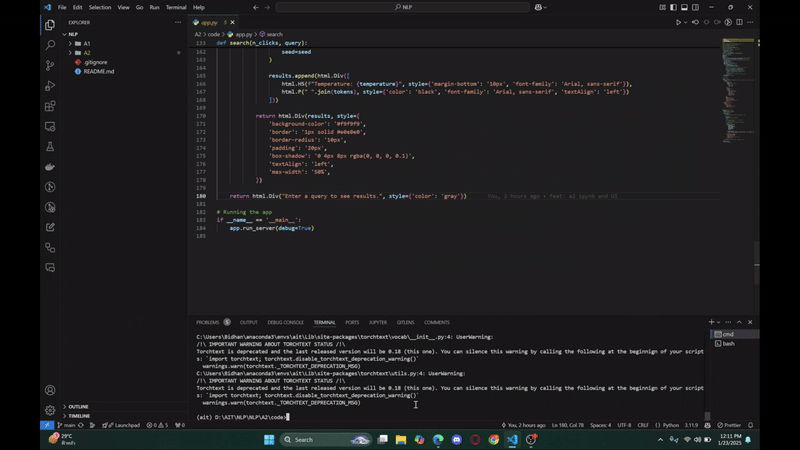 File Edit Selection View Go Run Terminal Help
NLP
EXPLORER
NLP
A1
A2
.gitignore
README.md
OUTLINE
TIMELINE
app.py 5
A2 > code > app.py > search
133 def search(n_clicks, query):
162 seed=seed
163 )
164
165 results.append(html.Div([
166 html.H5(f"Temperature: {temperature}", style={'margin-bottom': '10px', 'font-family': 'Arial, sans-serif'}),
167 html.P(" ".join(tokens), style={'color': 'black', 'font-family': 'Arial, sans-serif', 'textAlign': 'left'})
168 ]))
169
170 return html.Div(results, style={
171 'background-color': '#f9f9f9',
172 'border': '1px solid #e0e0e0',
173 'border-radius': '10px',
174 'padding': '20px',
175 'box-shadow': '0 4px 8px rgba(0, 0, 0, 0.1)',
176 'textAlign': 'left',
177 'max-width': '50%',
178 })
179
180 return html.Div("Enter a query to see results.", style={'color': 'gray'}) You, 2 hours ago • feat: A2 ipynb and UI
181
182 # Running the app
183 if __name__ == '__main__':
184 app.run_server(debug=True)
185
PROBLEMS 5 OUTPUT DEBUG CONSOLE TERMINAL PORTS JUPYTER GITLENS COMMENTS
cmd
bash
C:\Users\Bidhan\anaconda3\envs\ait\Lib\site-packages\torchtext\vocab\__init__.py:4: UserWarning:
/!\ IMPORTANT WARNING ABOUT TORCHTEXT STATUS /!\
Torchtext is deprecated and the last released version will be 0.18 (this one). You can silence this warning by calling the following at the beginnign of your script
s: `import torchtext; torchtext.disable_torchtext_deprecation_warning()`
warnings.warn(torchtext._TORCHTEXT_DEPRECATION_MSG)
C:\Users\Bidhan\anaconda3\envs\ait\Lib\site-packages\torchtext\utils.py:4: UserWarning:
/!\ IMPORTANT WARNING ABOUT TORCHTEXT STATUS /!\
Torchtext is deprecated and the last released version will be 0.18 (this one). You can silence this warning by calling the following at the beginnign of your script
s: `import torchtext; torchtext.disable_torchtext_deprecation_warning()`
warnings.warn(torchtext._TORCHTEXT_DEPRECATION_MSG)
(ait) D:\AIT\NLP\NLP\A2\code>
main Launchpad 0 5 0 You, 2 hours ago Ln 180, Col 78 Spaces: 4 UTF-8 CRLF Python Prettier
29°C
Search
12:11 PM
1/23/2025